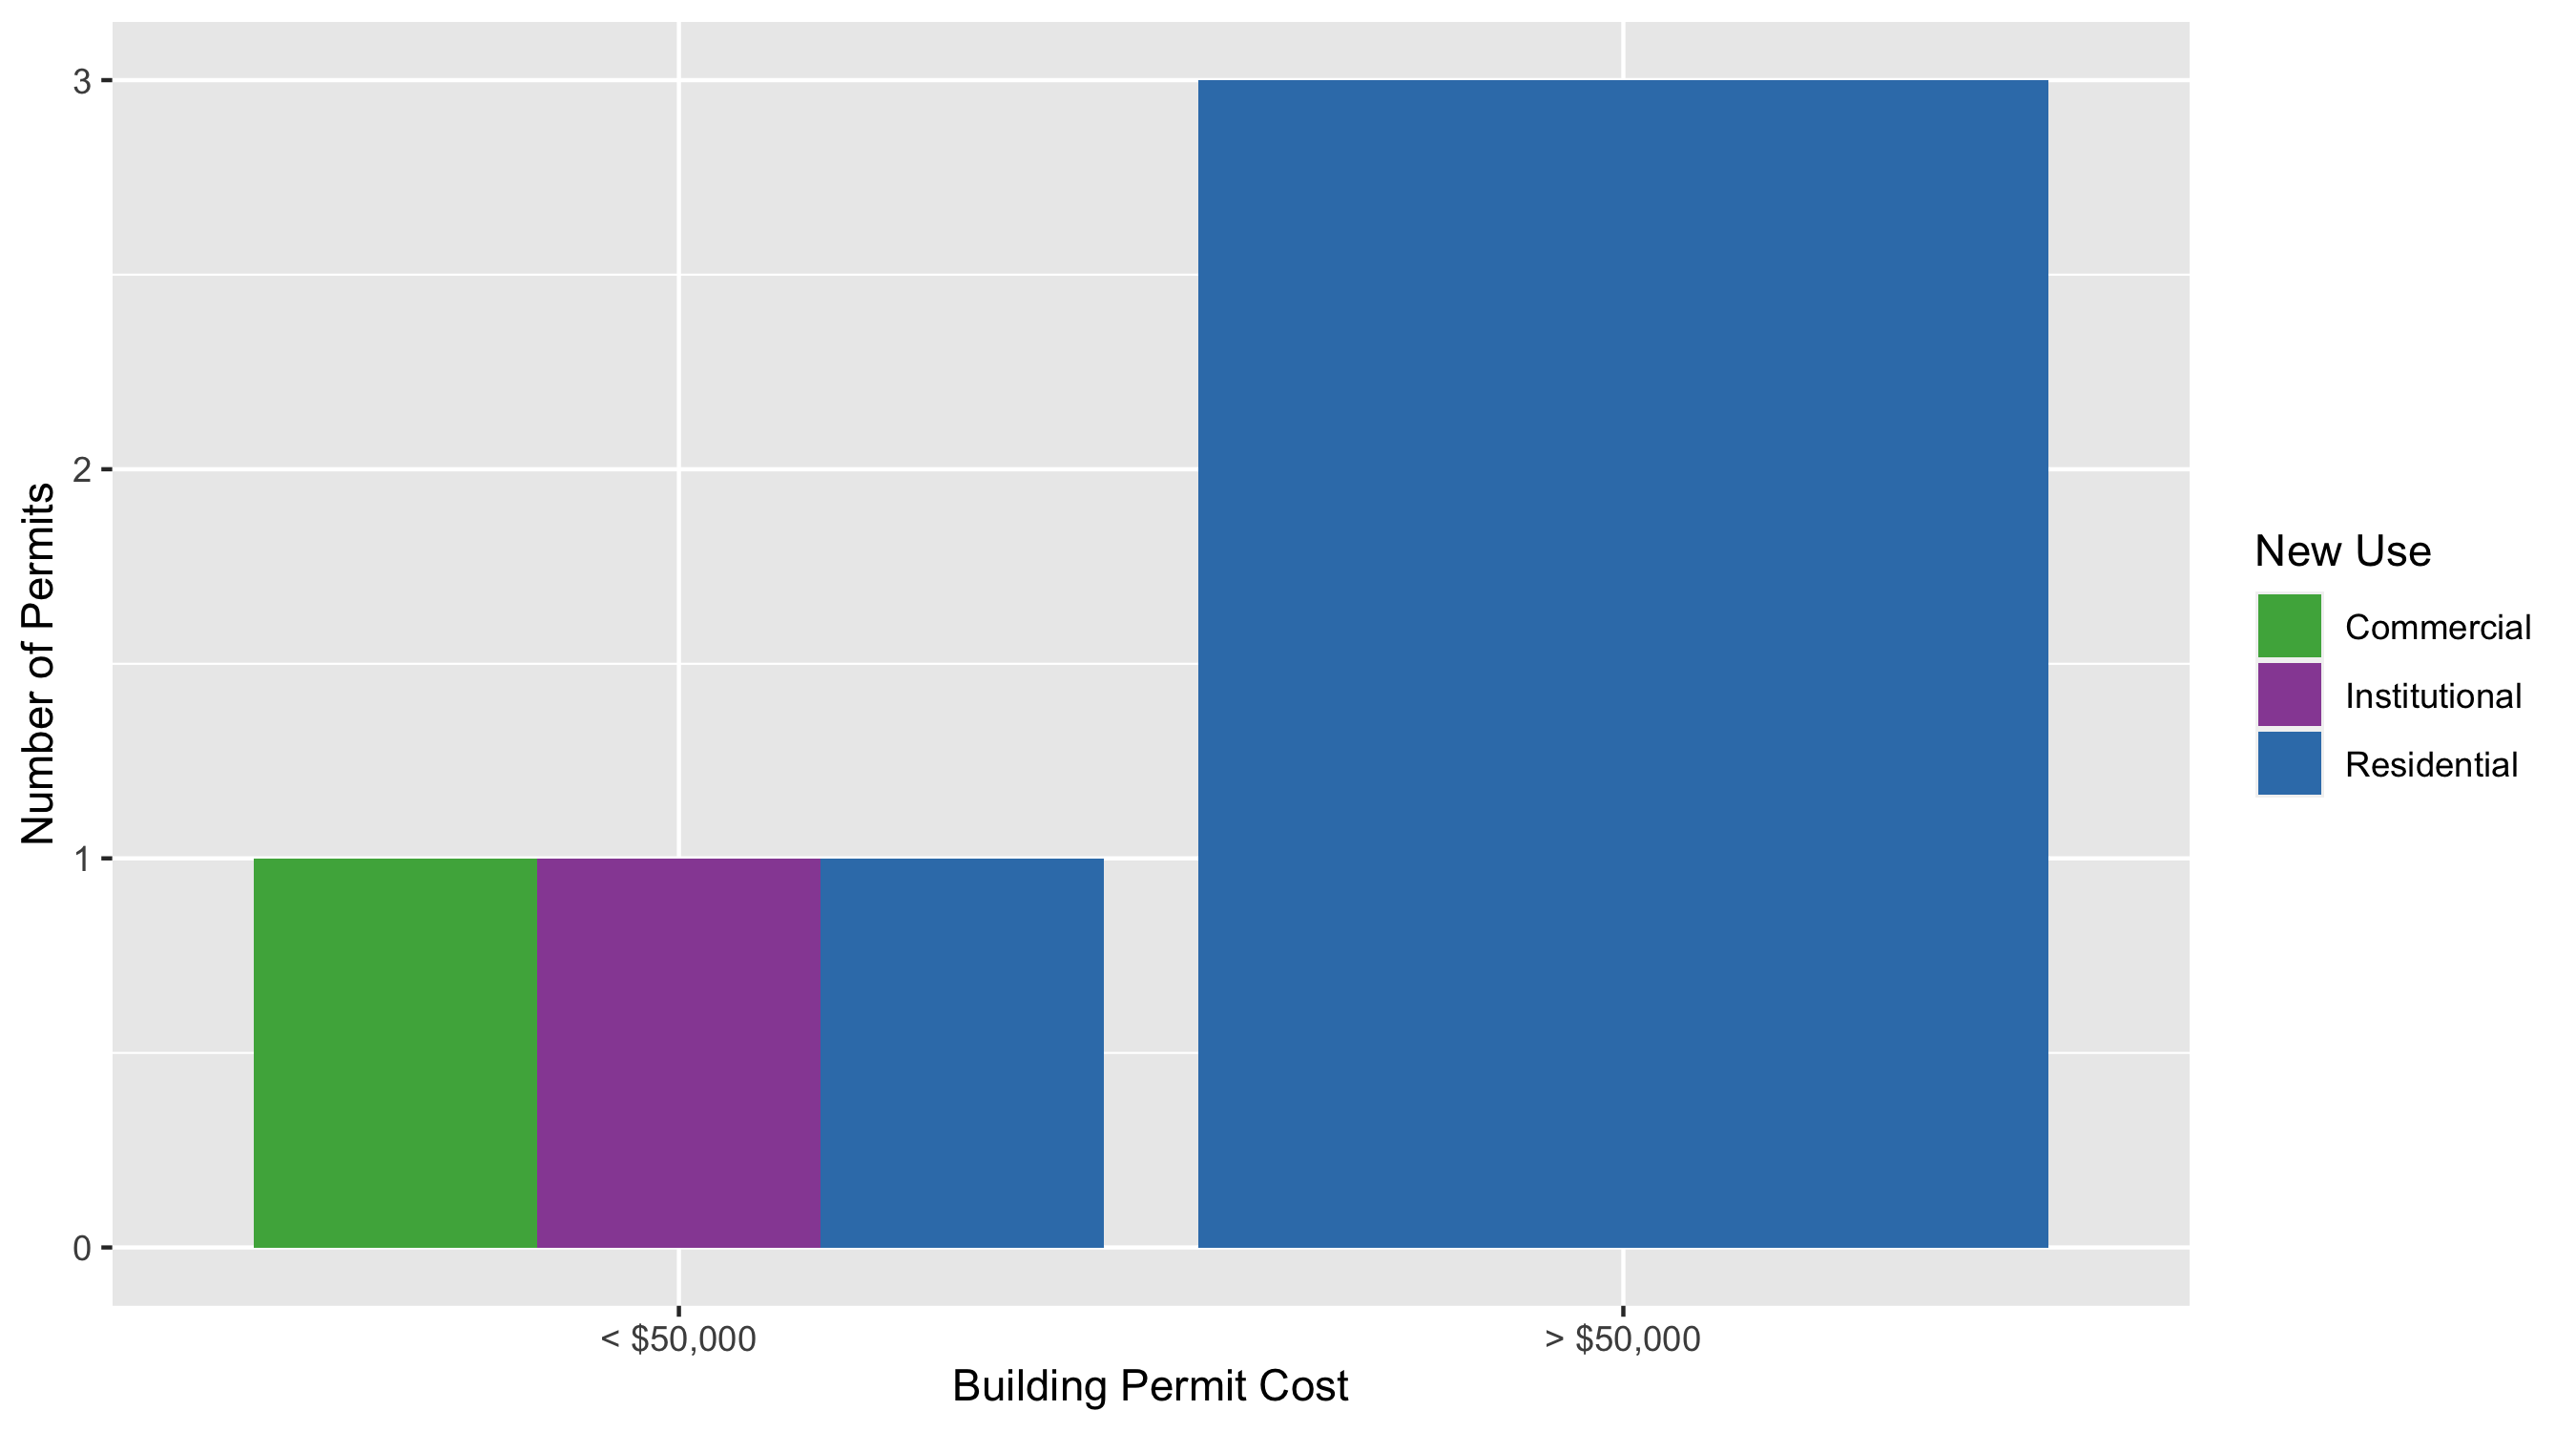 3
2
1
0
Number of Permits
< $50,000
> $50,000
Building Permit Cost
New Use
Commercial
Institutional
Residential